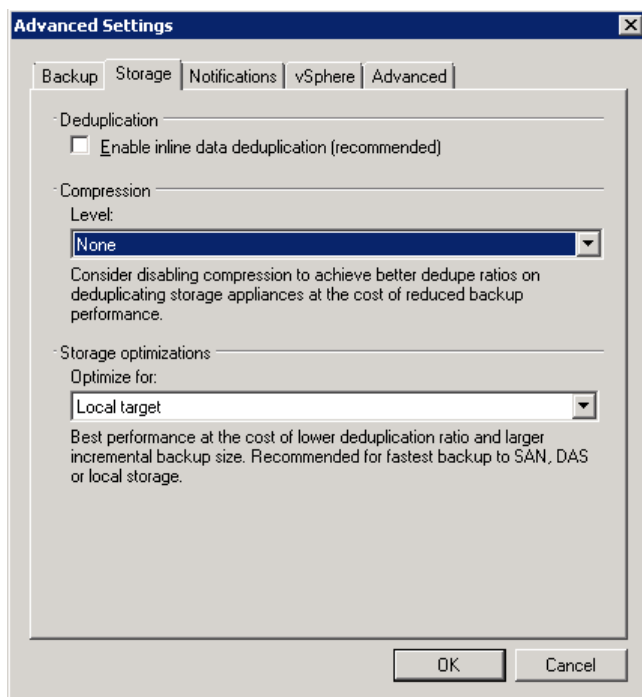 Advanced Settings
Backup Storage Notifications vSphere Advanced
Deduplication
Enable inline data deduplication (recommended)
Compression
Level:
None
Consider disabling compression to achieve better dedupe ratios on
deduplicating storage appliances at the cost of reduced backup
performance.
Storage optimizations
Optimize for:
Local target
Best performance at the cost of lower deduplication ratio and larger
incremental backup size. Recommended for fastest backup to SAN, DAS
or local storage.
OK Cancel